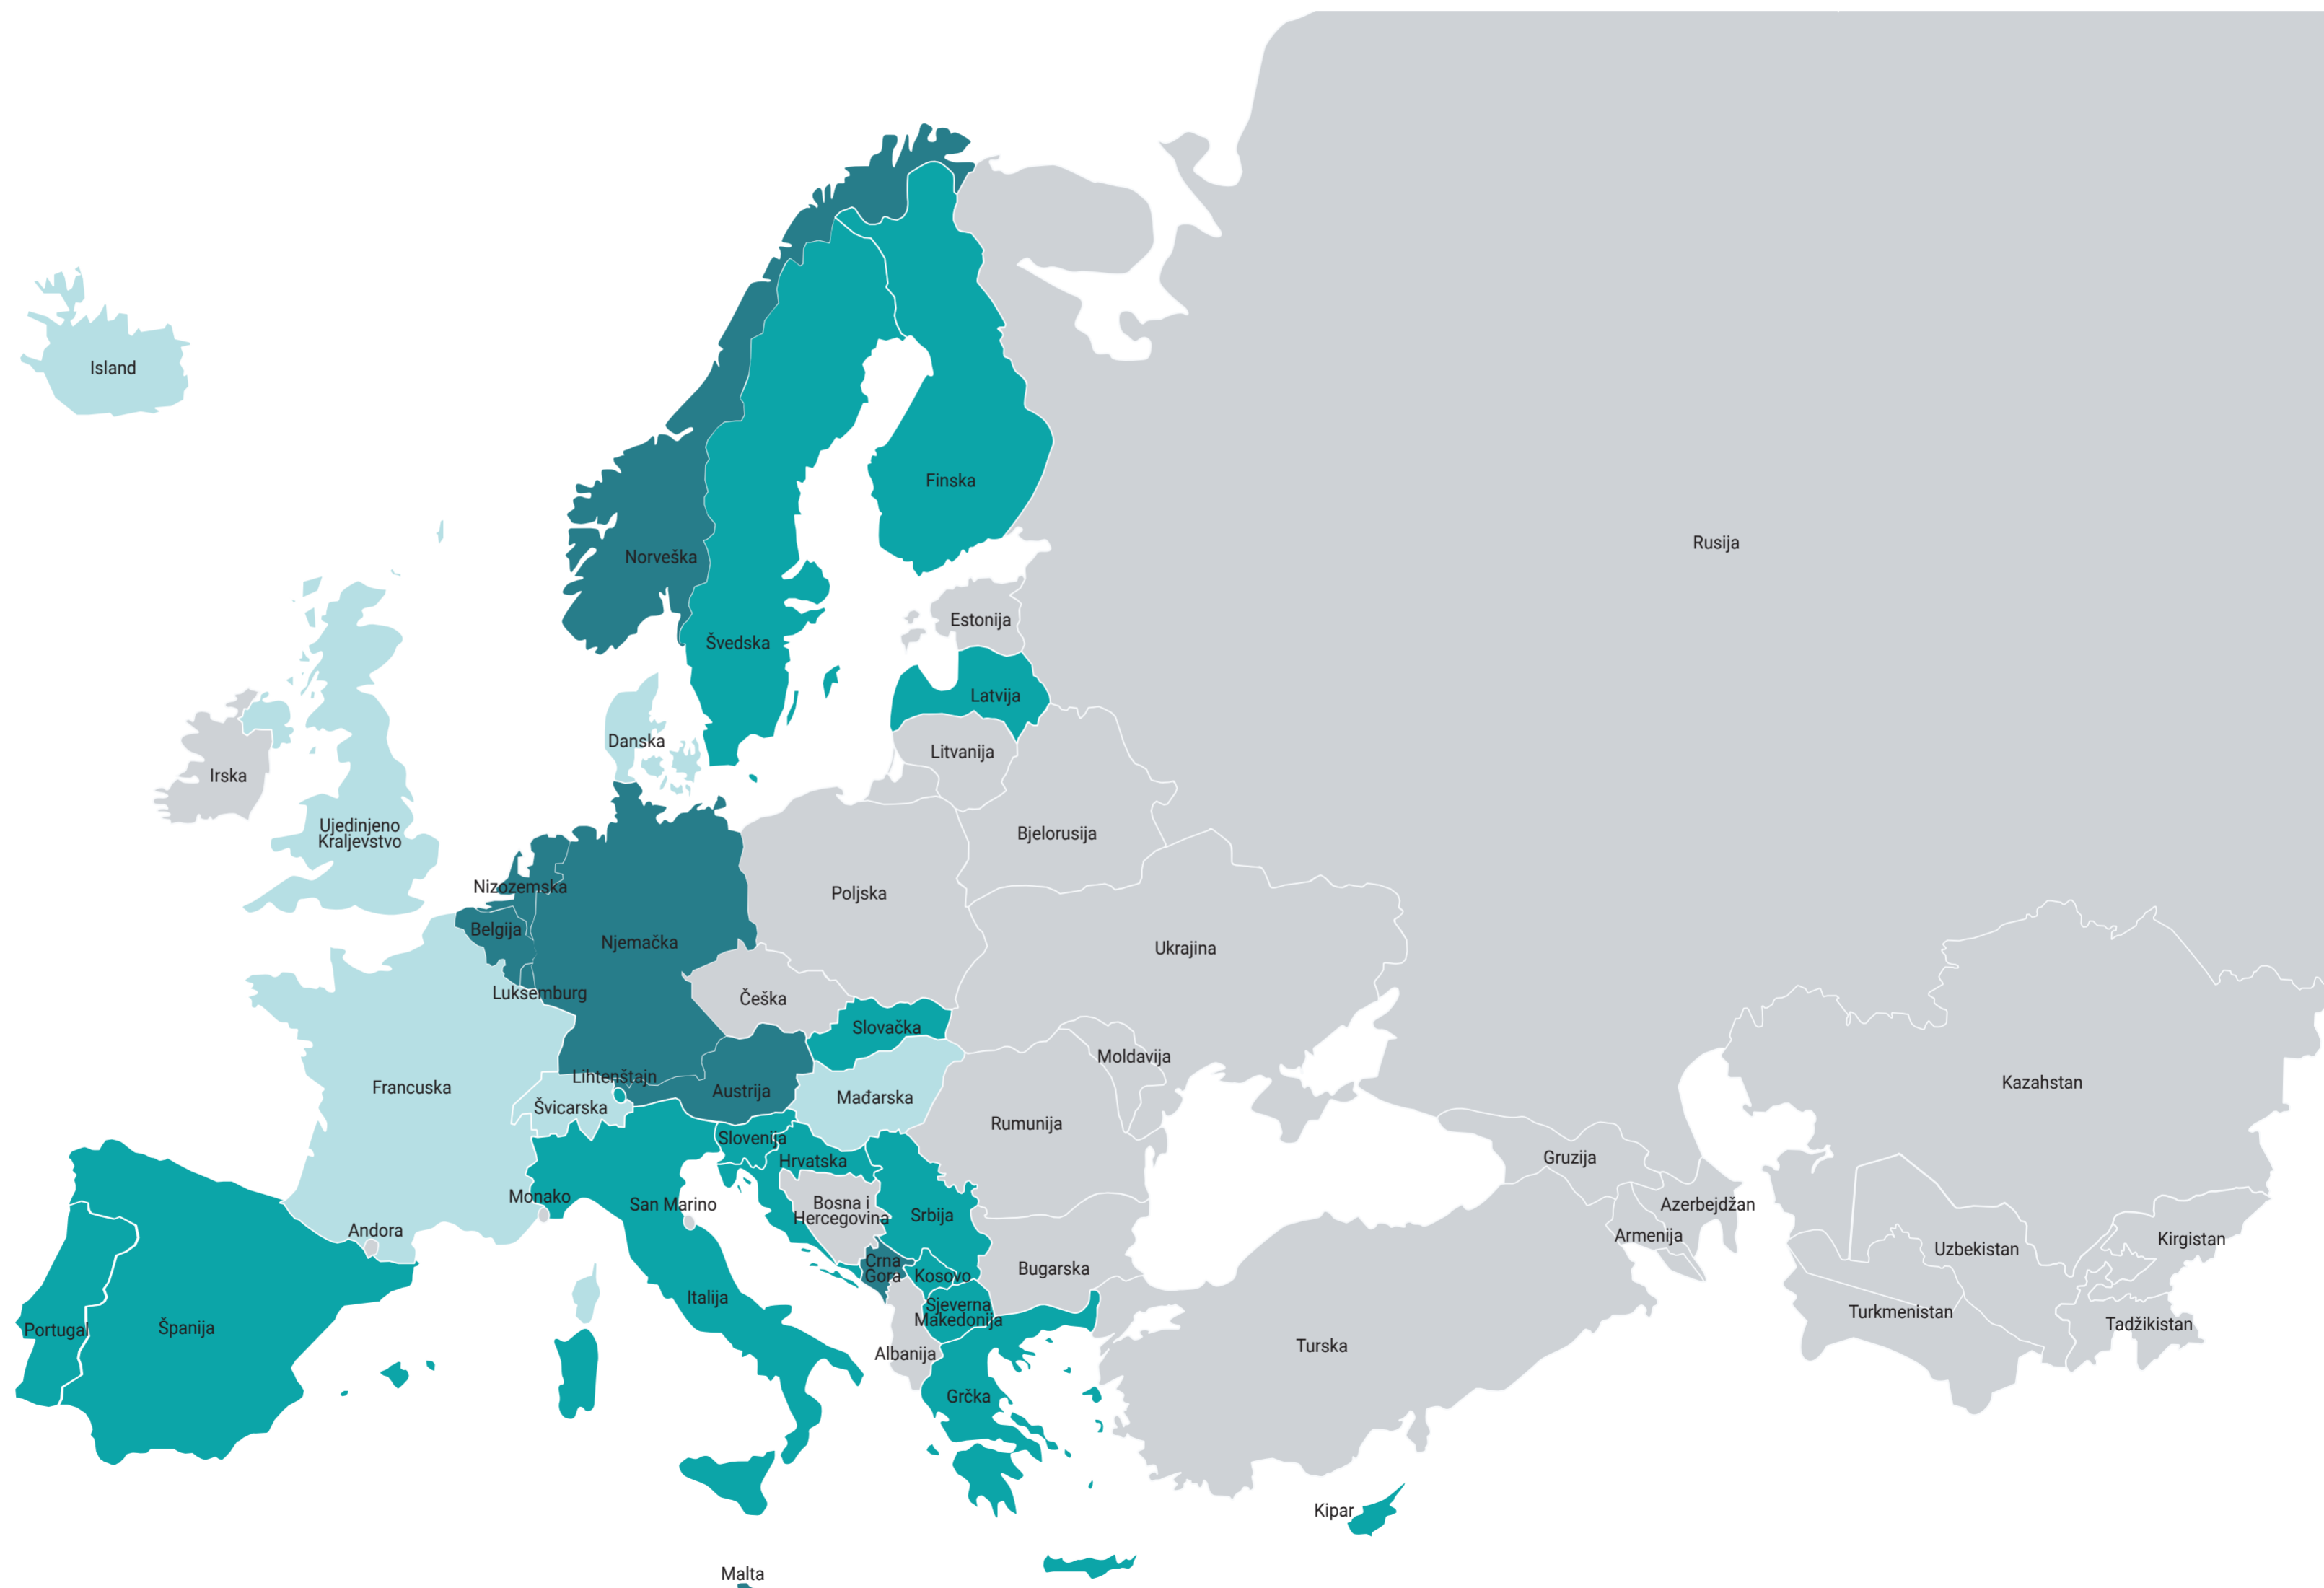 Island
Finska
Rusija
Norveška
Estonija
Švedska
Latvija
Danska
Litvanija
Irska
Ujedinjeno
Kraljevstvo
Bjelorusija
Nizozemska
Poljska
Belgija
Njemačka
Ukrajina
Luksemburg
Češka
Slovačka
Moldavija
Lihtenštajn
Francuska
Austrija
Mađarska
Kazahstan
Švicarska
Rumunija
Slovenija
Hrvatska
Gruzija
Monako
San Marino
Bosna i
Hercegovina
Srbija
Azerbejdžan
Andora
Armenija
Kirgistan
Uzbekistan
Crna
Gora
Kosovo
Bugarska
Italija
Sjeverna
Makedonija
Turkmenistan
Tadžikistan
Portugal
Španija
Albanija
Turska
Grčka
Kipar
Malta